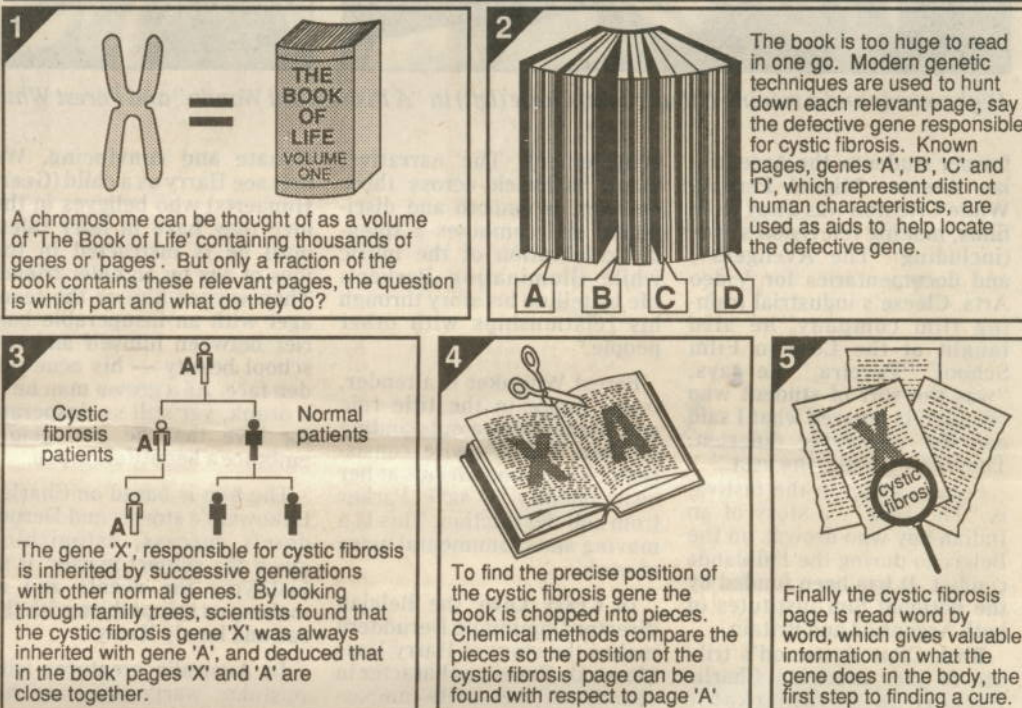 1
THE
BOOK
OF
LIFE
VOLUME
ONE
A chromosome can be thought of as a volume
of 'The Book of Life' containing thousands of
genes or 'pages'. But only a fraction of the
book contains these relevant pages, the question
is which part and what do they do?
2
A B C D
The book is too huge to read
in one go. Modern genetic
techniques are used to hunt
down each relevant page, say
the defective gene responsible
for cystic fibrosis. Known
pages, genes 'A', 'B', 'C' and
'D', which represent distinct
human characteristics, are
used as aids to help locate
the defective gene.
3
A
Cystic
fibrosis
patients
A
Normal
patients
A
The gene 'X', responsible for cystic fibrosis
is inherited by successive generations
with other normal genes. By looking
through family trees, scientists found that
the cystic fibrosis gene 'X' was always
inherited with gene 'A', and deduced that
in the book pages 'X' and 'A' are
close together.
4
X A
To find the precise position of
the cystic fibrosis gene the
book is chopped into pieces.
Chemical methods compare the
pieces so the position of the
cystic fibrosis page can be
found with respect to page 'A'
5
X
cystic
fibrosi
Finally the cystic fibrosis
page is read word by
word, which gives valuable
information on what the
gene does in the body, the
first step to finding a cure.